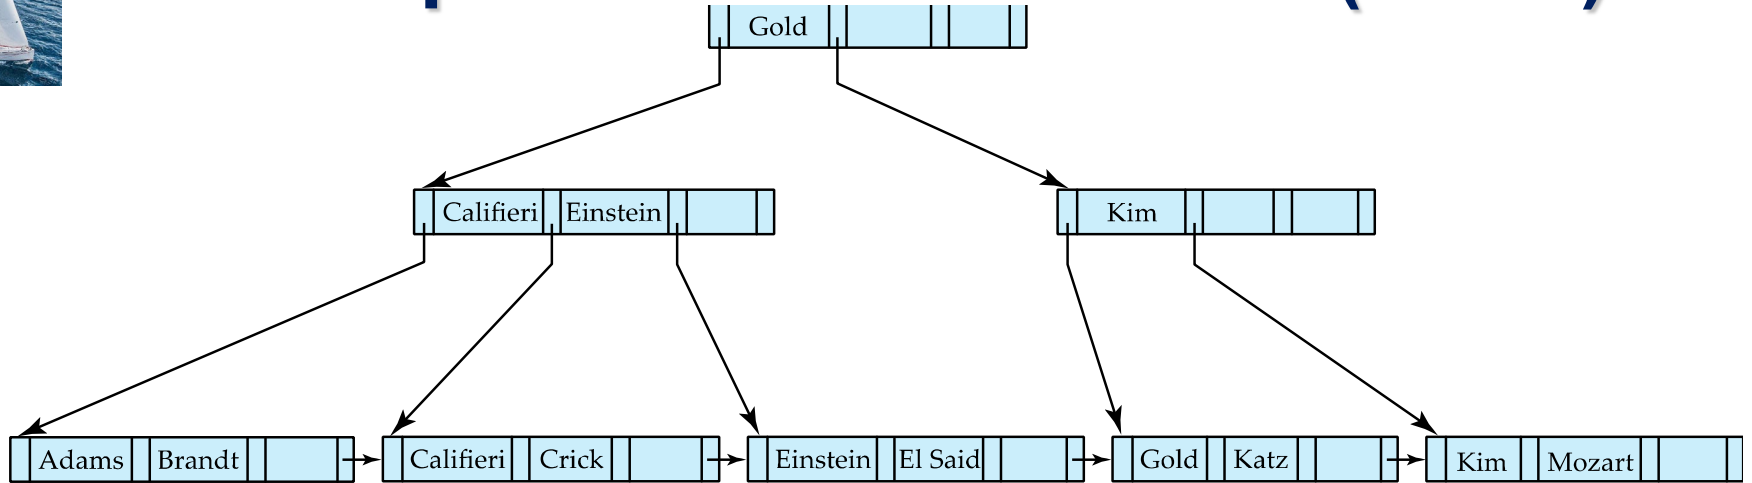 Gold
Califieri Einstein
Kim
Adams Brandt
Califieri Crick
Einstein El Said
Gold Katz
Kim Mozart